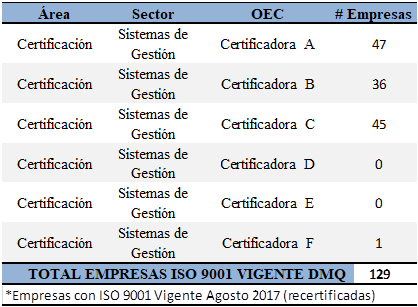 Área Sector OEC # Empresas
Certificación Sistemas de Gestión Certificadora A 47
Certificación Sistemas de Gestión Certificadora B 36
Certificación Sistemas de Gestión Certificadora C 45
Certificación Sistemas de Gestión Certificadora D 0
Certificación Sistemas de Gestión Certificadora E 0
Certificación Sistemas de Gestión Certificadora F 1
TOTAL EMPRESAS ISO 9001 VIGENTE DMQ 129
*Empresas con ISO 9001 Vigente Agosto 2017 (recertificadas)